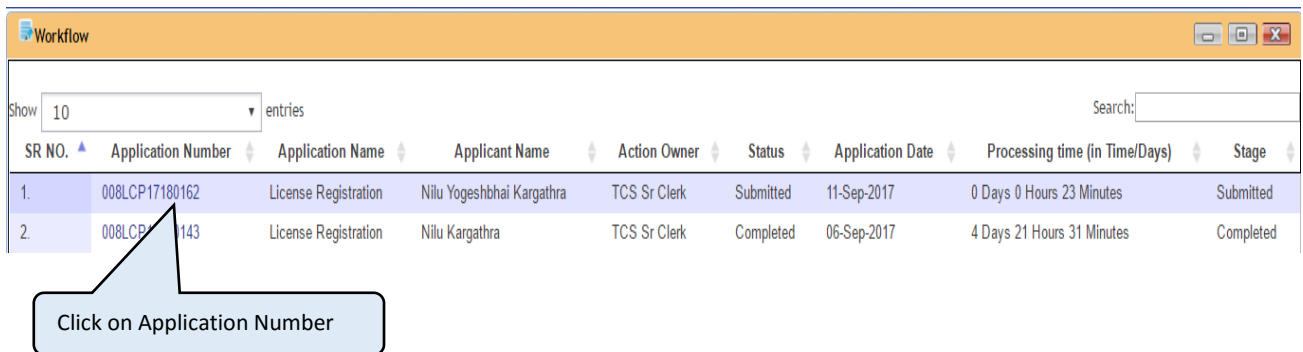 Workflow
Show 10 entries Search:
SR NO. Application Number Application Name Applicant Name Action Owner Status Application Date Processing time (in Time/Days) Stage
1. 008LCP17180162 License Registration Nilu Yogeshbhai Kargathra TCS Sr Clerk Submitted 11-Sep-2017 0 Days 0 Hours 23 Minutes Submitted
2. License Registration Nilu Kargathra TCS Sr Clerk Completed 06-Sep-2017 4 Days 21 Hours 31 Minutes Completed
Click on Application Number